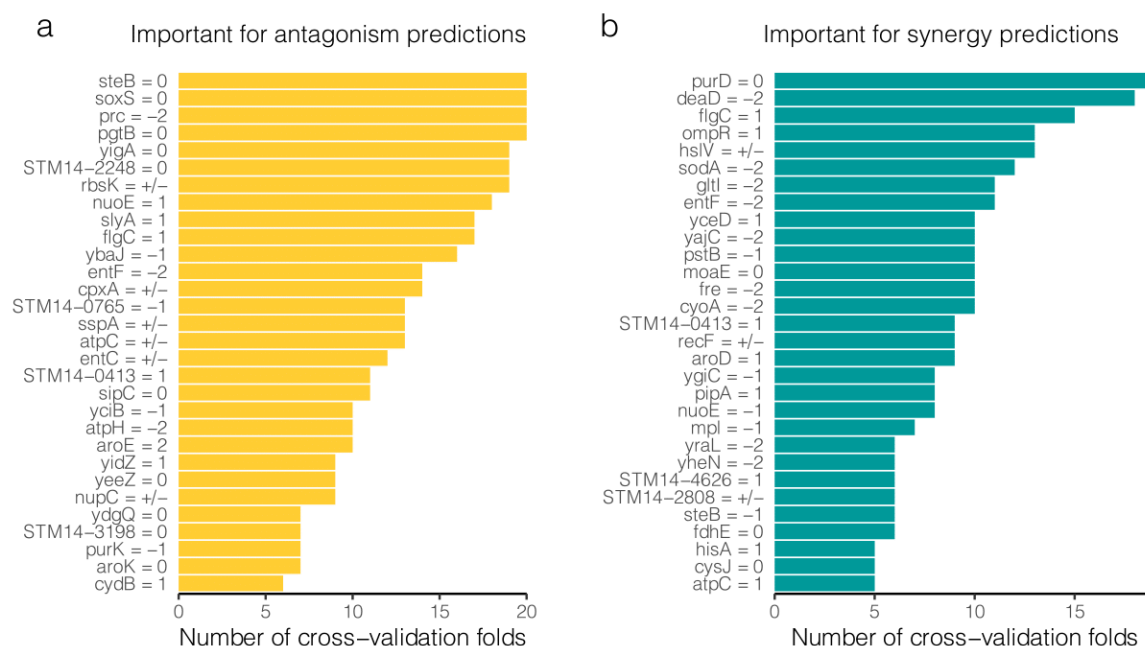 a
Important for antagonism predictions
steB = 0
soxS = 0
prc = −2
pgtB = 0
yigA = 0
STM14−2248 = 0
rbsK = +/−
nuoE = 1
slyA = 1
flgC = 1
ybaJ = −1
entF = −2
cpxA = +/−
STM14−0765 = −1
sspA = +/−
atpC = +/−
entC = +/−
STM14−0413 = 1
sipC = 0
yciB = −1
atpH = −2
aroE = 2
yidZ = 1
yeeZ = 0
nupC = +/−
ydgQ = 0
STM14−3198 = 0
purK = −1
aroK = 0
cydB = 1
0 5 10 15 20
Number of cross−validation folds
b
Important for synergy predictions
purD = 0
deaD = −2
flgC = 1
ompR = 1
hslV = +/−
sodA = −2
gltI = −2
entF = −2
yceD = 1
yajC = −2
pstB = −1
moaE = 0
fre = −2
cyoA = −2
STM14−0413 = 1
recF = +/−
aroD = 1
ygiC = −1
pipA = 1
nuoE = −1
mpl = −1
yraL = −2
yheN = −2
STM14−4626 = 1
STM14−2808 = +/−
steB = −1
fdhE = 0
hisA = 1
cysJ = 0
atpC = 1
0 5 10 15
Number of cross−validation folds